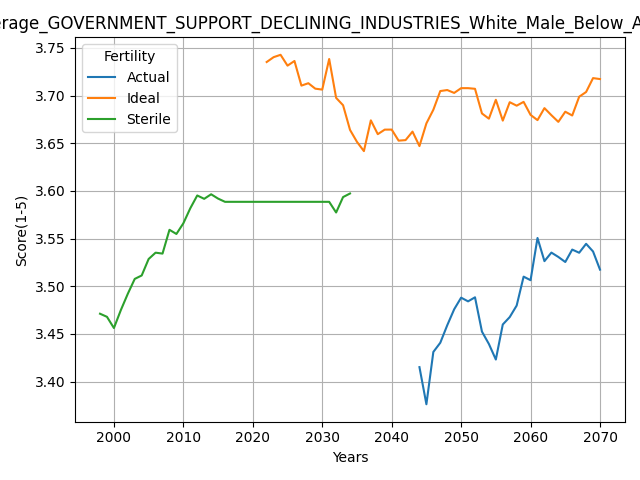 erage_GOVERNMENT_SUPPORT_DECLINING_INDUSTRIES_White_Male_Below_A
Fertility
Actual
Ideal
Sterile
Score(1-5)
3.75
3.70
3.65
3.60
3.55
3.50
3.45
3.40
2000
2010
2020
2030
2040
2050
2060
2070
Years